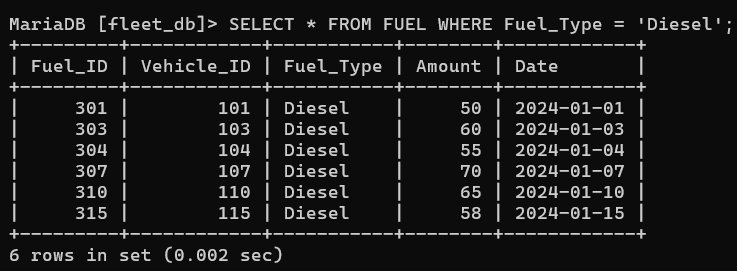 MariaDB [fleet_db]> SELECT * FROM FUEL WHERE Fuel_Type = 'Diesel';
+---------+------------+-----------+--------+------------+
| Fuel_ID | Vehicle_ID | Fuel_Type | Amount | Date       |
+---------+------------+-----------+--------+------------+
|     301 |        101 | Diesel    |     50 | 2024-01-01 |
|     303 |        103 | Diesel    |     60 | 2024-01-03 |
|     304 |        104 | Diesel    |     55 | 2024-01-04 |
|     307 |        107 | Diesel    |     70 | 2024-01-07 |
|     310 |        110 | Diesel    |     65 | 2024-01-10 |
|     315 |        115 | Diesel    |     58 | 2024-01-15 |
+---------+------------+-----------+--------+------------+
6 rows in set (0.002 sec)